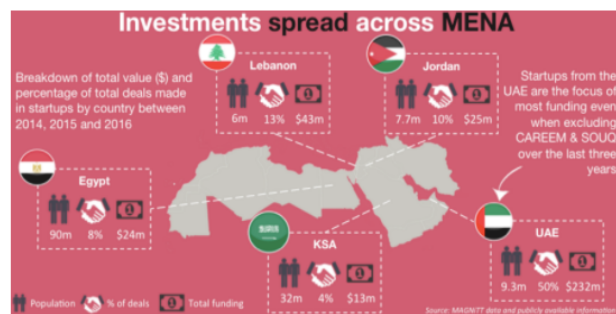 Investments spread across MENA
Breakdown of total value ($) and
percentage of total deals made
in startups by country between
2014, 2015 and 2016
Lebanon
6m 13% $43m
Jordan
7.7m 10% $25m
Startups from the
UAE are the focus of
most funding even
when excluding
CAREEM & SOUQ
over the last three
years
Egypt
90m 8% $24m
KSA
32m 4% $13m
UAE
9.3m 50% $232m
Population % of deals Total funding
Source: MAGNiTT data and publicly available information